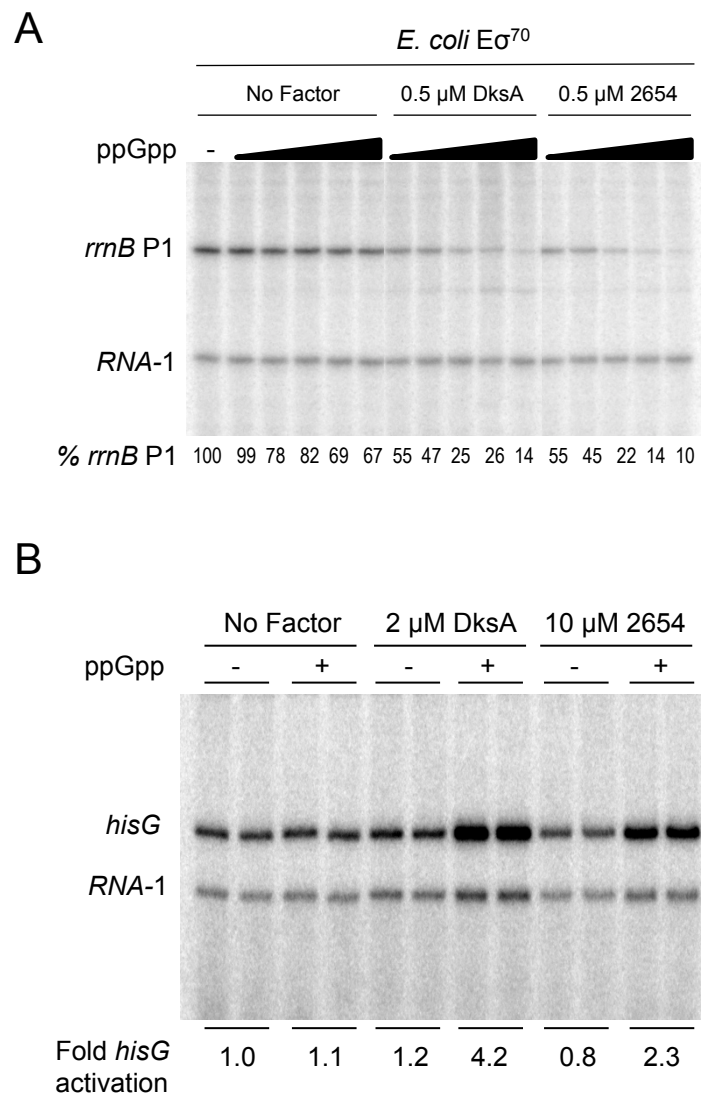 A
E. coli Eσ⁷⁰
No Factor 0.5 µM DksA 0.5 µM 2654
ppGpp -
rrnB P1
RNA-1
% rrnB P1 100 99 78 82 69 67 55 47 25 26 14 55 45 22 14 10
B
No Factor 2 µM DksA 10 µM 2654
ppGpp - + - + - +
hisG
RNA-1
Fold hisG
activation 1.0 1.1 1.2 4.2 0.8 2.3